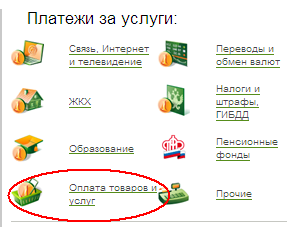 Платежи за услуги:
Связь, Интернет
и телевидение
Переводы и
обмен валют
ЖКХ
Налоги и
штрафы,
ГИБДД
Образование
Пенсионные
фонды
Оплата товаров и
услуг
Прочие